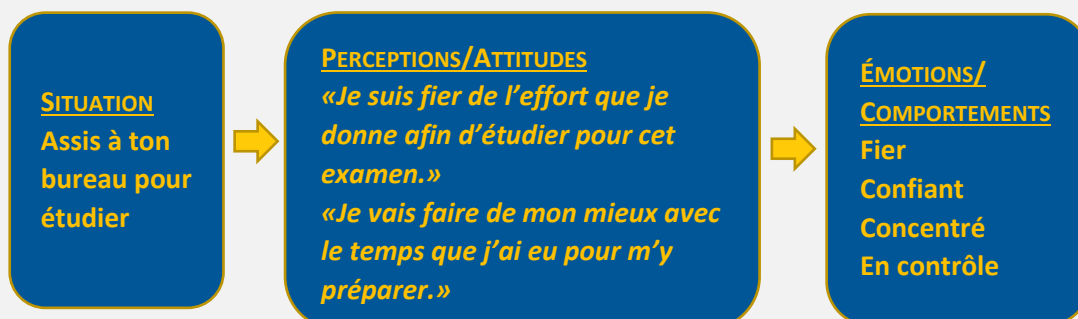 SITUATION
Assis à ton
bureau pour
étudier
PERCEPTIONS/ATTITUDES
«Je suis fier de l’effort que je
donne afin d’étudier pour cet
examen.»
«Je vais faire de mon mieux avec
le temps que j’ai eu pour m’y
préparer.»
ÉMOTIONS/
COMPORTEMENTS
Fier
Confiant
Concentré
En contrôle